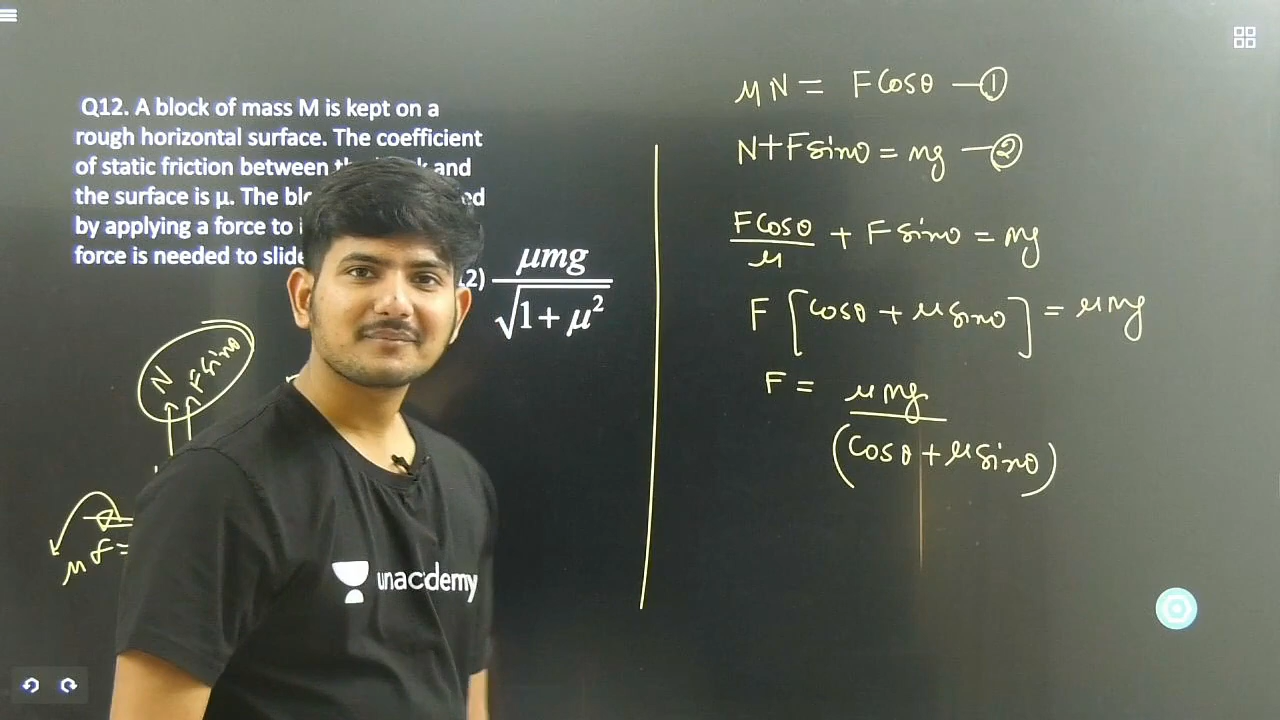 Q12. A block of mass M is kept on a
rough horizontal surface. The coefficient
of static friction between and
the surface is μ. The
by applying a force to
force is needed to slide
2) μmg / √1 + μ²
N
F sinθ
μ f =
μN = F Cosθ —①
N + F sinθ = mg —②
F Cosθ / μ + F sinθ = mg
F [Cosθ + μ sinθ] = μmg
F = μmg / (Cosθ + μ sinθ)
unacademy